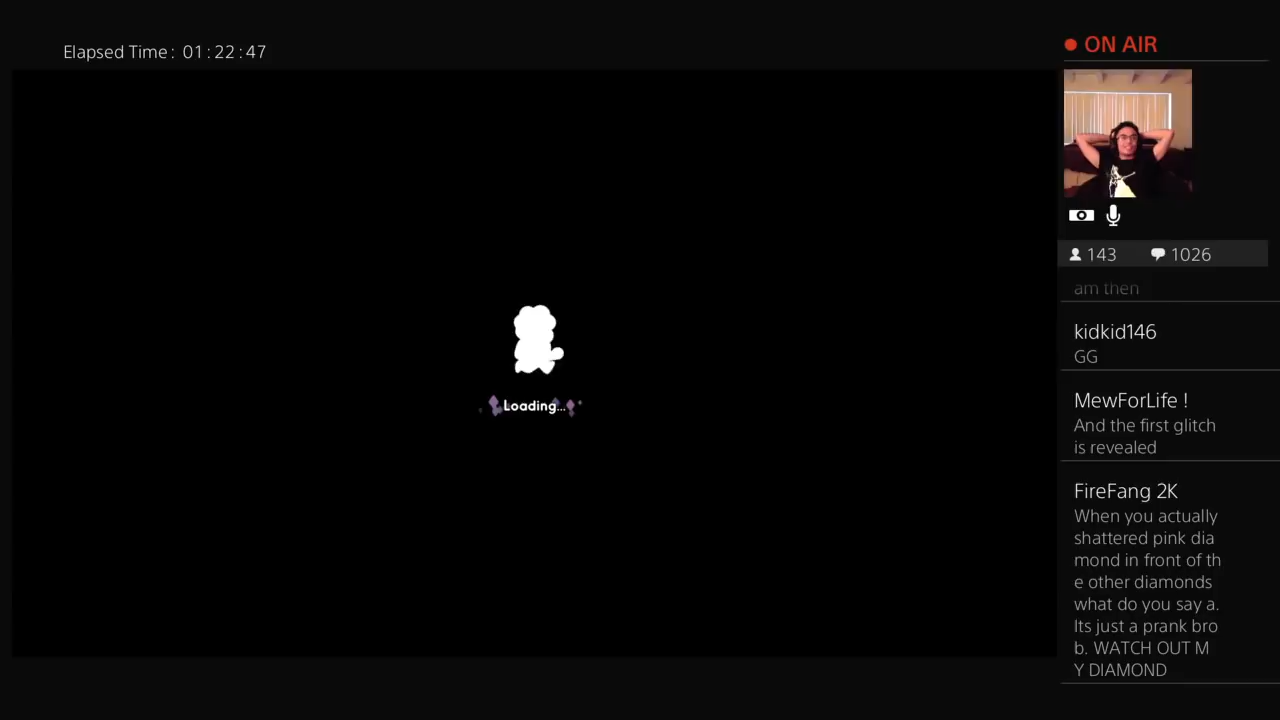 Elapsed Time: 01:22:47
ON AIR
143 1026
am then
kidkid146
GG
MewForLife !
And the first glitch
is revealed
FireFang 2K
When you actually
shattered pink dia
mond in front of th
e other diamonds
what do you say a.
Its just a prank bro
b. WATCH OUT M
Y DIAMOND
Loading...